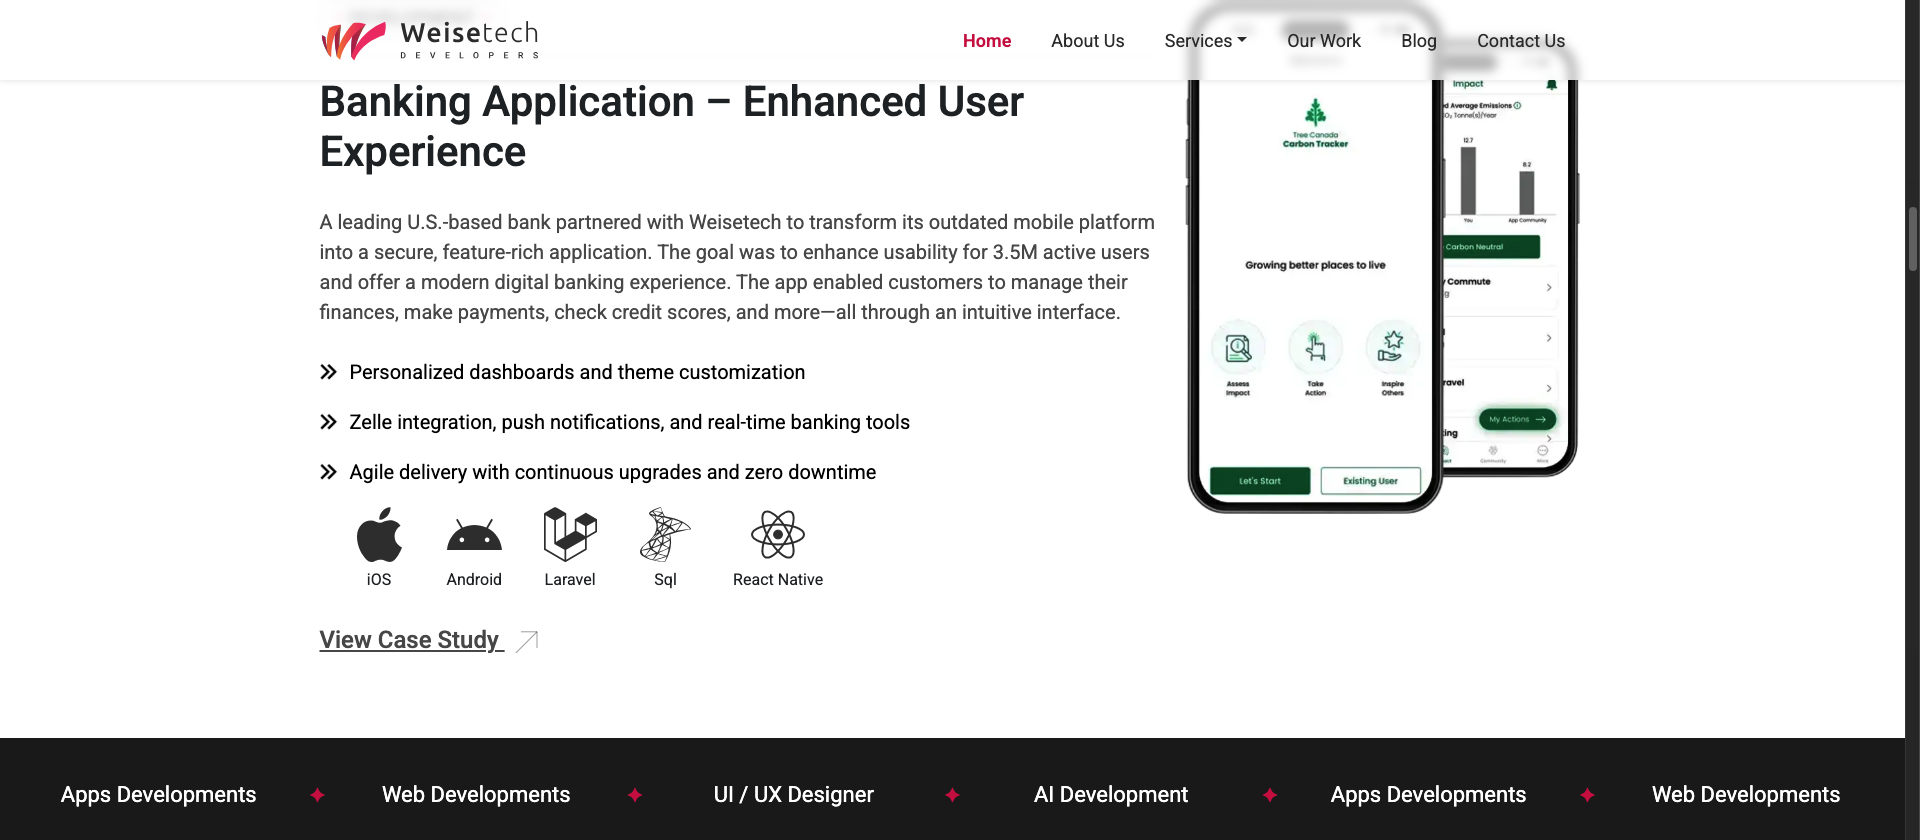 Weisetech
DEVELOPERS
Home
About Us
Services
Our Work
Blog
Contact Us
Banking Application – Enhanced User
Experience
A leading U.S.-based bank partnered with Weisetech to transform its outdated mobile platform
into a secure, feature-rich application. The goal was to enhance usability for 3.5M active users
and offer a modern digital banking experience. The app enabled customers to manage their
finances, make payments, check credit scores, and more—all through an intuitive interface.
Personalized dashboards and theme customization
Zelle integration, push notifications, and real-time banking tools
Agile delivery with continuous upgrades and zero downtime
iOS
Android
Laravel
Sql
React Native
View Case Study
Tree Canada
Carbon Tracker
Growing better places to live
Assess
Impact
Take
Action
Inspire
Others
Let's Start
Existing User
Impact
d Average Emissions
O₂ Tonne(s)/Year
12.7
8.2
You
App Community
Carbon Neutral
y Commute
g
ravel
My Actions
ing
Community
More
Apps Developments
Web Developments
UI / UX Designer
AI Development
Apps Developments
Web Developments